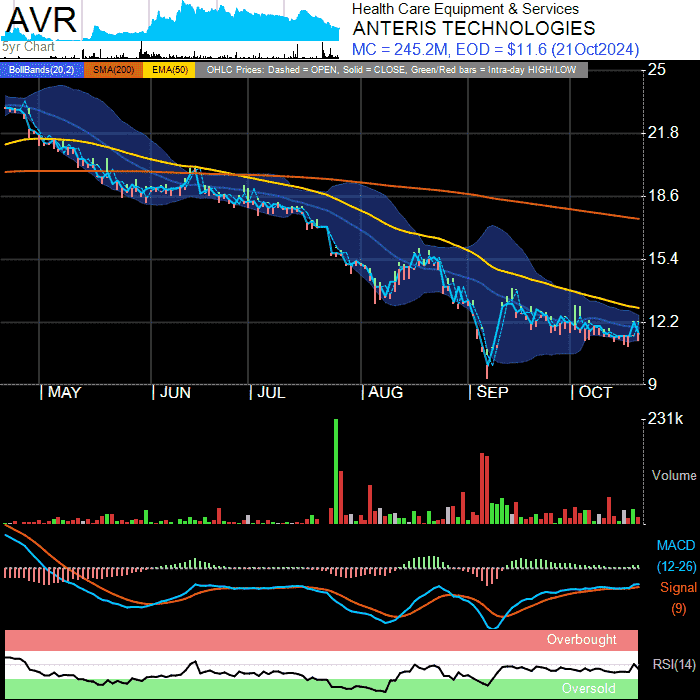 AVR
5yr Chart
Health Care Equipment & Services
ANTERIS TECHNOLOGIES
MC = 245.2M, EOD = $11.6 (21Oct2024)
BollBands(20,2) SMA(200) EMA(50) OHLC Prices: Dashed = OPEN, Solid = CLOSE, Green/Red bars = Intra-day HIGH/LOW
25
21.8
18.6
15.4
12.2
9
MAY JUN JUL AUG SEP OCT
231k
Volume
MACD
(12-26)
Signal
(9)
Overbought
RSI(14)
Oversold